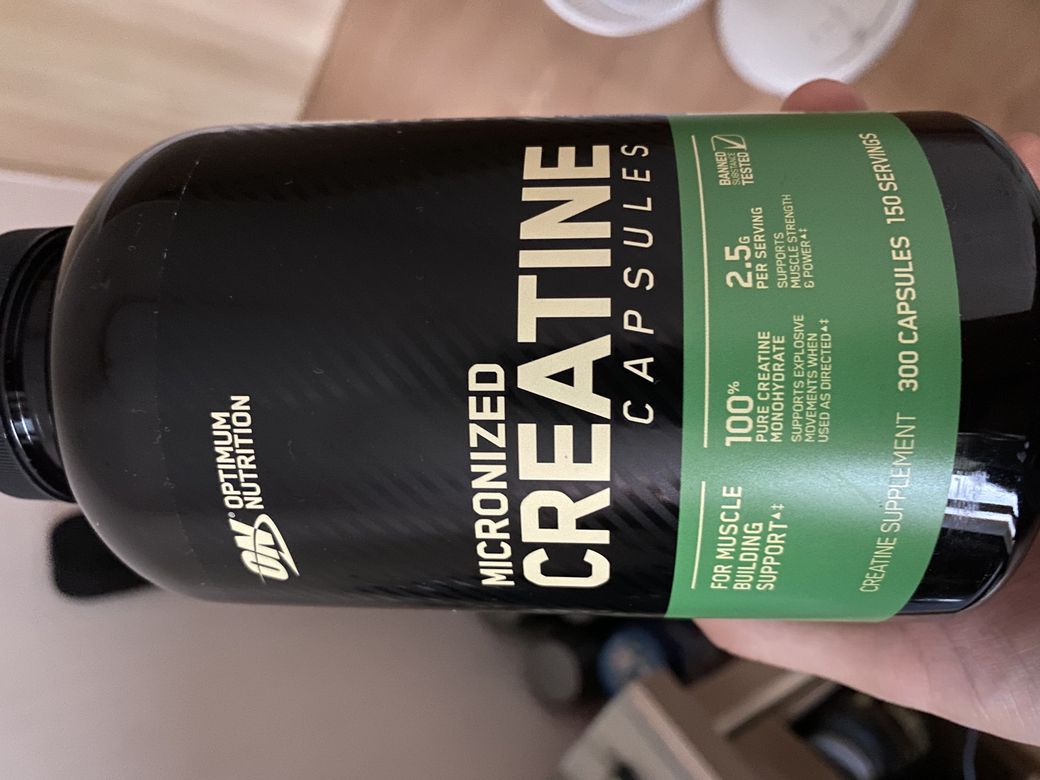 ON® OPTIMUM
NUTRITION
MICRONIZED
CREATINE
CAPSULES
FOR MUSCLE
BUILDING
SUPPORT▲‡
100%
PURE CREATINE
MONOHYDRATE
SUPPORTS EXPLOSIVE
MOVEMENTS WHEN
USED AS DIRECTED▲‡
2.5G
PER SERVING
SUPPORTS
MUSCLE STRENGTH
& POWER▲‡
BANNED
SUBSTANCE
TESTED
CREATINE SUPPLEMENT 300 CAPSULES 150 SERVINGS